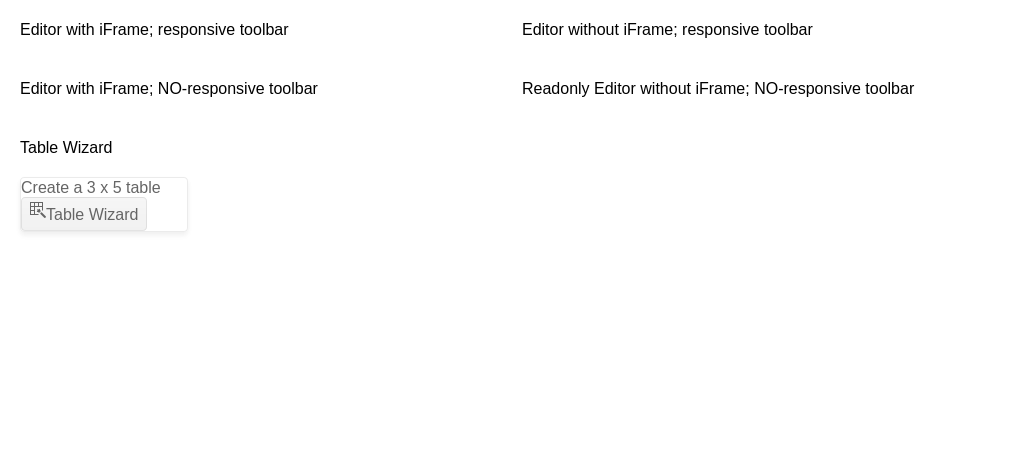 Editor with iFrame; responsive toolbar
Editor without iFrame; responsive toolbar
Editor with iFrame; NO-responsive toolbar
Readonly Editor without iFrame; NO-responsive toolbar
Table Wizard
Create a 3 x 5 table
Table Wizard